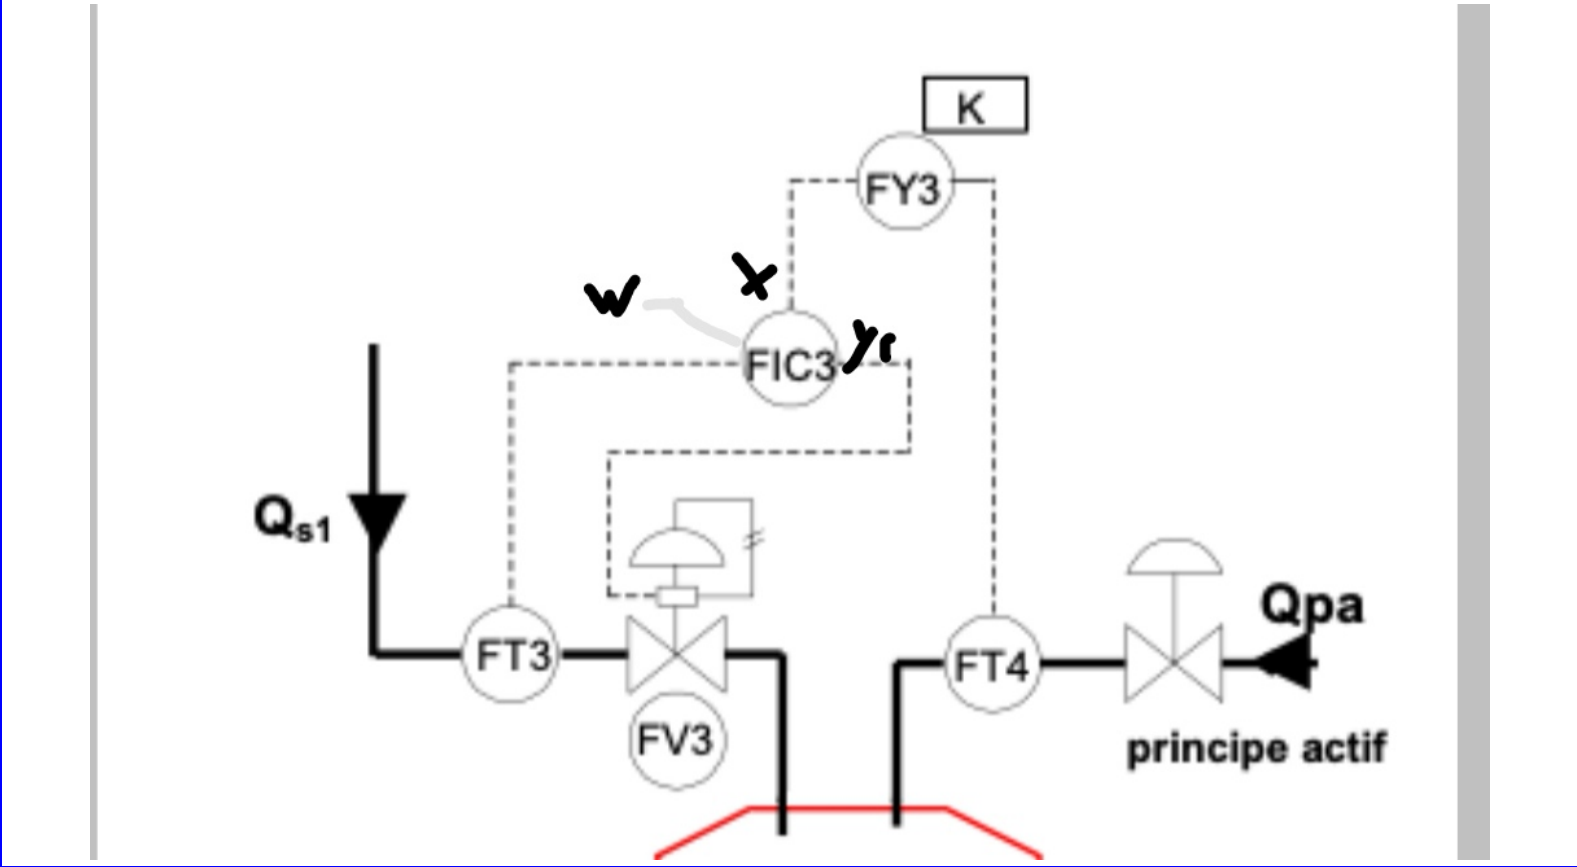 K
FY3
X
W
FIC3
yr
Qs1
Qpa
FT3
FT4
FV3
principe actif